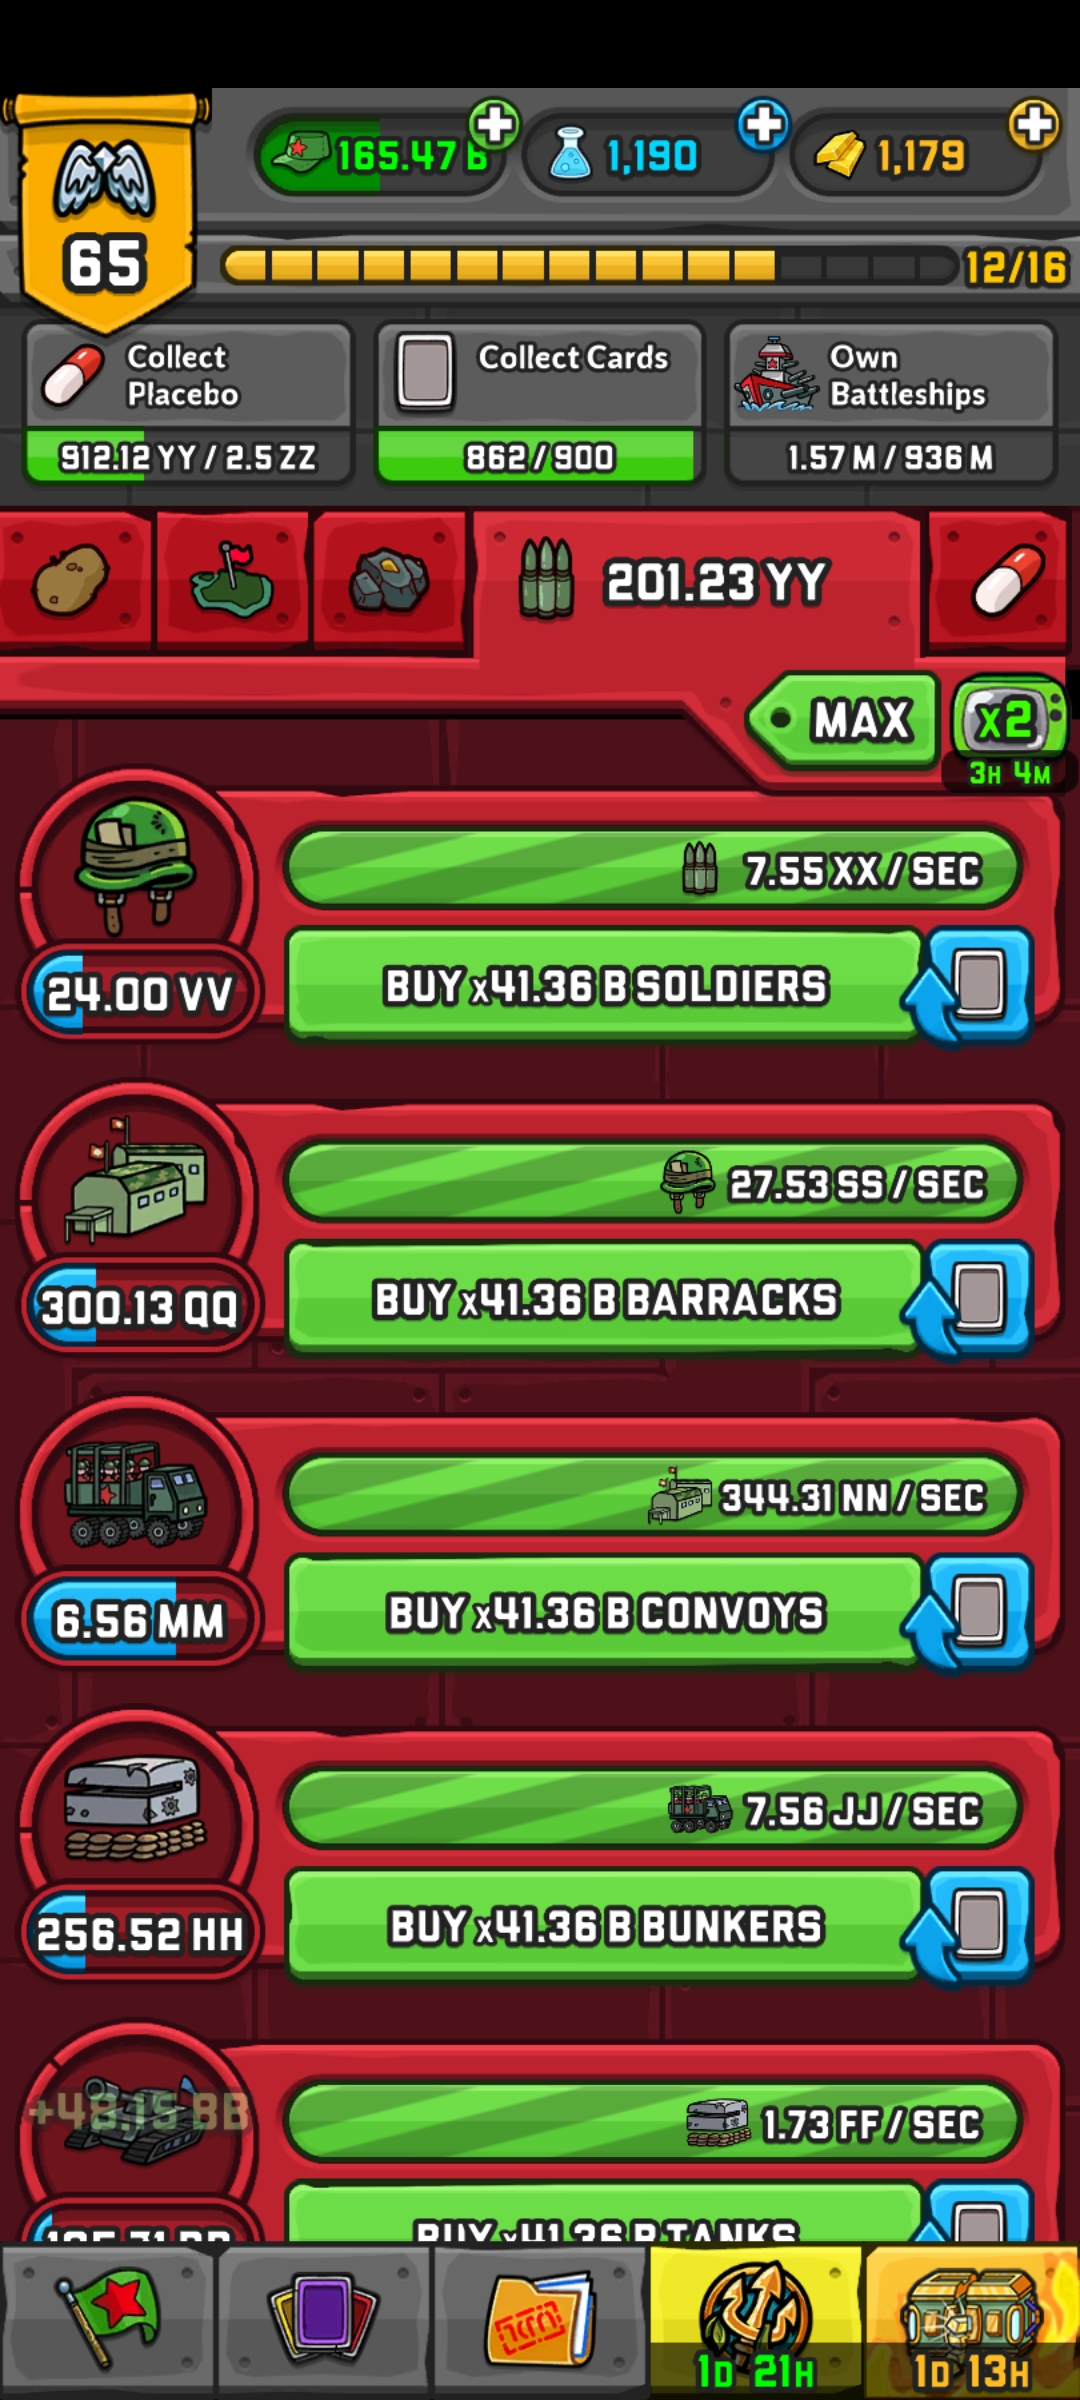 165.47 B
1,190
1,179
65
12/16
Collect
Placebo
Collect Cards
Own
Battleships
912.12 YY / 2.5 ZZ
862/900
1.57 M / 936 M
201.23 YY
MAX
x2
3H 4M
7.55 XX / SEC
24.00 VV
BUY x41.36 B SOLDIERS
27.53 SS / SEC
300.13 QQ
BUY x41.36 B BARRACKS
344.31 NN / SEC
6.56 MM
BUY x41.36 B CONVOYS
7.56 JJ / SEC
256.52 HH
BUY x41.36 B BUNKERS
+48.15 BB
1.73 FF / SEC
BUY x41.36 B TANKS
1D 21H
1D 13H